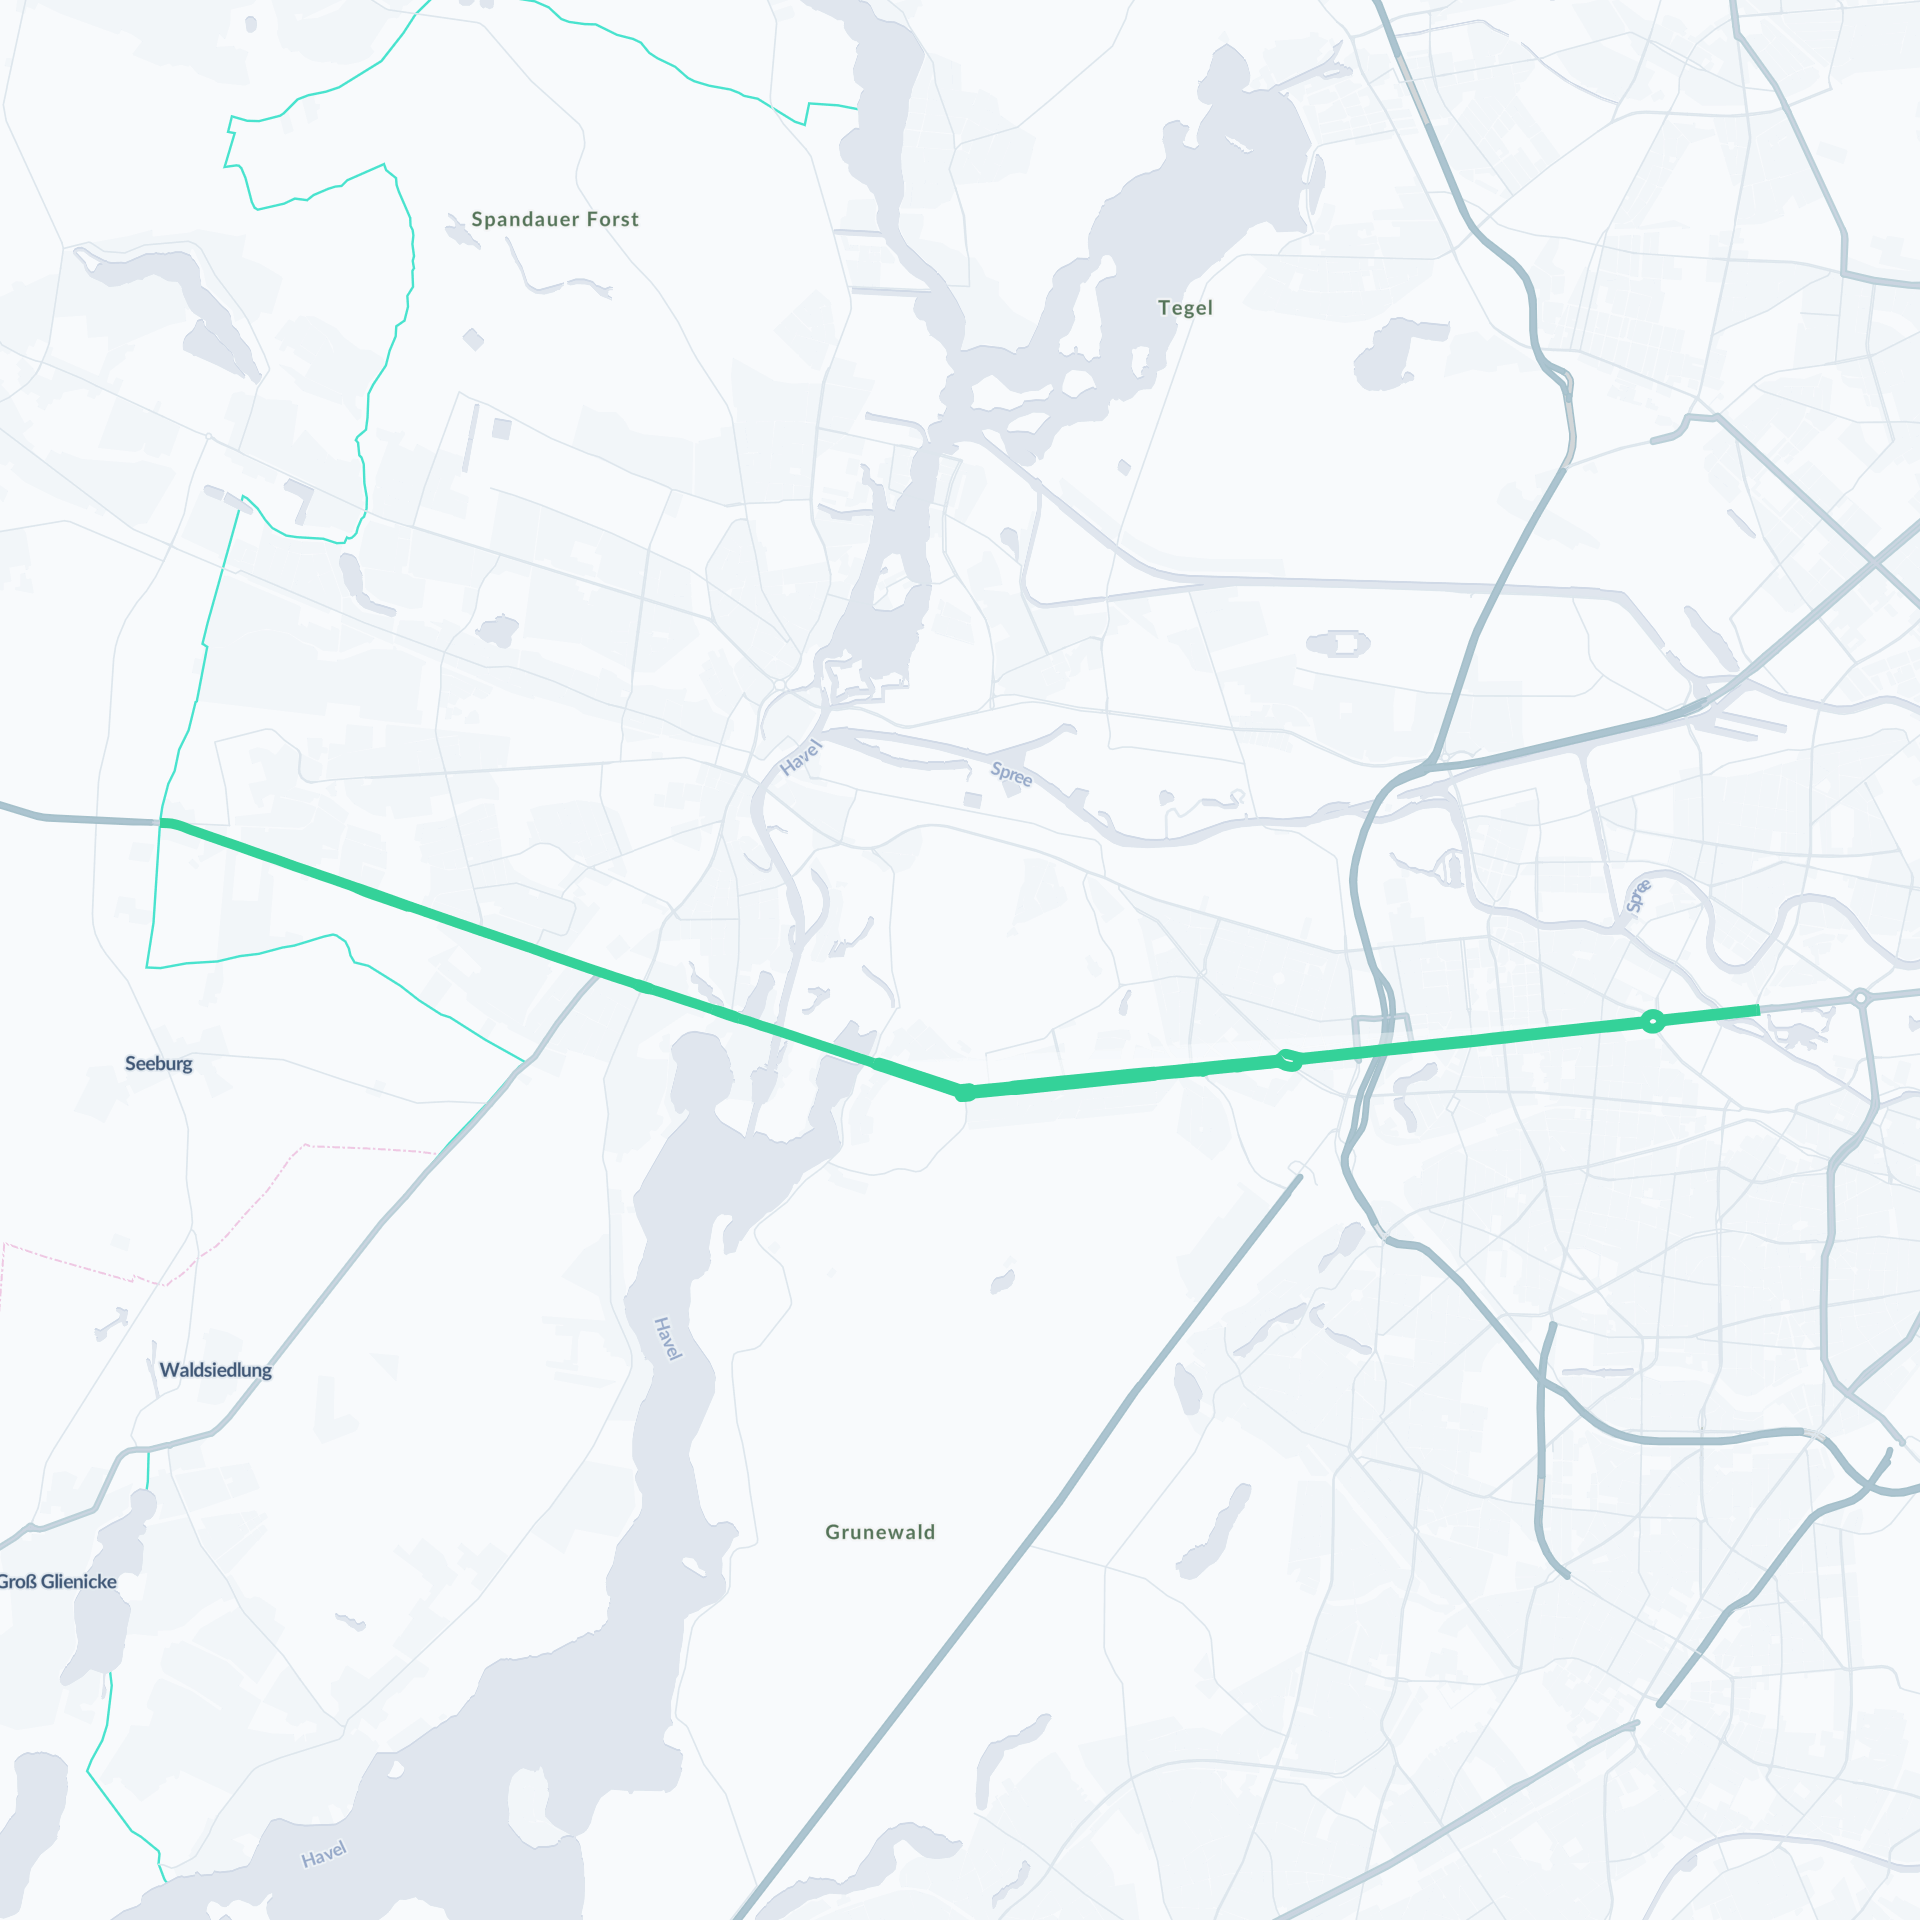 Spandauer Forst
Tegel
Havel
Spree
Spree
Seeburg
Havel
Waldsiedlung
Grunewald
Groß Glienicke
Havel